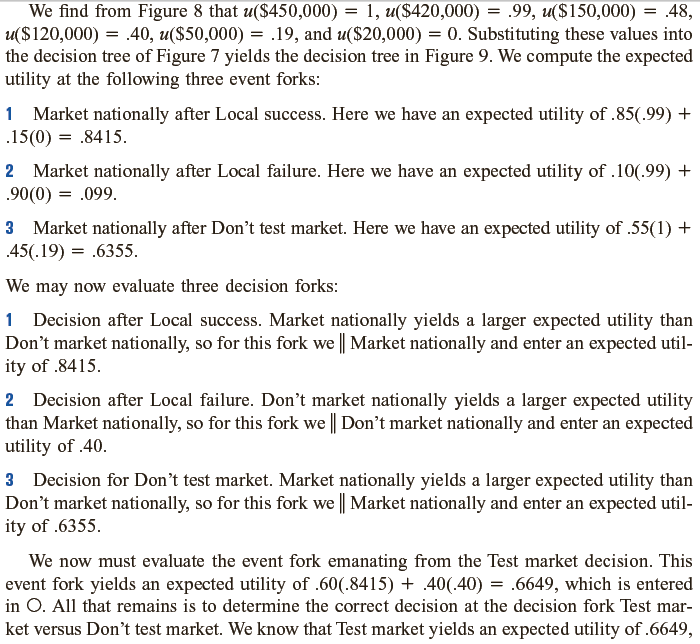 We find from Figure 8 that u($450,000) = 1, u($420,000) = .99, u($150,000) = .48,
u($120,000) = .40, u($50,000) = .19, and u($20,000) = 0. Substituting these values into
the decision tree of Figure 7 yields the decision tree in Figure 9. We compute the expected
utility at the following three event forks:
1 Market nationally after Local success. Here we have an expected utility of .85(.99) +
.15(0) = .8415.
2 Market nationally after Local failure. Here we have an expected utility of .10(.99) +
.90(0) = .099.
3 Market nationally after Don't test market. Here we have an expected utility of .55(1) +
.45(.19) = .6355.
We may now evaluate three decision forks:
1 Decision after Local success. Market nationally yields a larger expected utility than
Don't market nationally, so for this fork we || Market nationally and enter an expected util-
ity of .8415.
2 Decision after Local failure. Don't market nationally yields a larger expected utility
than Market nationally, so for this fork we || Don't market nationally and enter an expected
utility of .40.
3 Decision for Don't test market. Market nationally yields a larger expected utility than
Don't market nationally, so for this fork we || Market nationally and enter an expected util-
ity of .6355.
We now must evaluate the event fork emanating from the Test market decision. This
event fork yields an expected utility of .60(.8415) + .40(.40) = .6649, which is entered
in ○. All that remains is to determine the correct decision at the decision fork Test mar-
ket versus Don't test market. We know that Test market yields an expected utility of .6649,